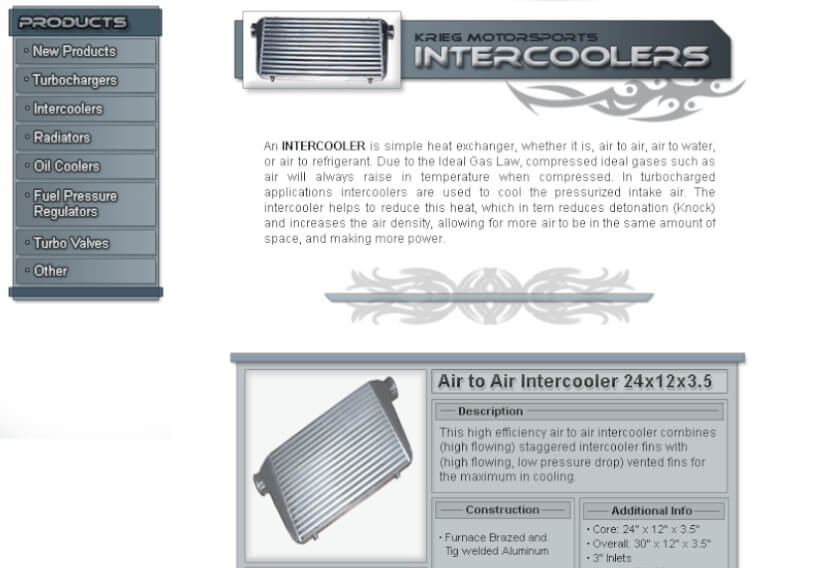 PRODUCTS
◦ New Products
◦ Turbochargers
◦ Intercoolers
◦ Radiators
◦ Oil Coolers
◦ Fuel Pressure
Regulators
◦ Turbo Valves
◦ Other
KRIEG MOTORSPORTS
INTERCOOLERS
An INTERCOOLER is simple heat exchanger, whether it is, air to air, air to water,
or air to refrigerant. Due to the Ideal Gas Law, compressed ideal gases such as
air will always raise in temperature when compressed. In turbocharged
applications intercoolers are used to cool the pressurized intake air. The
intercooler helps to reduce this heat, which in tern reduces detonation (Knock)
and increases the air density, allowing for more air to be in the same amount of
space, and making more power.
Air to Air Intercooler 24x12x3.5
Description
This high efficiency air to air intercooler combines
(high flowing) staggered intercooler fins with
(high flowing, low pressure drop) vented fins for
the maximum in cooling.
Construction
• Furnace Brazed and
Tig welded Aluminum
Additional Info
• Core: 24" x 12" x 3.5"
• Overall: 30" x 12" x 3.5"
• 3" Inlets